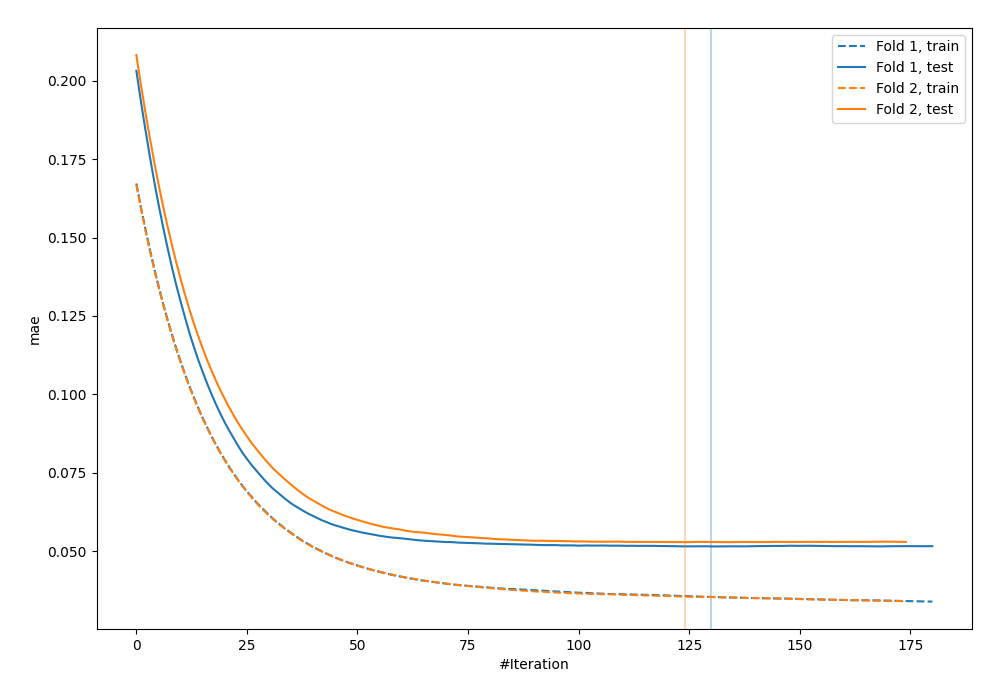 Fold 1, train
Fold 1, test
Fold 2, train
Fold 2, test
0.200
0.175
0.150
0.125
0.100
0.075
0.050
mae
0
25
50
75
100
125
150
175
#Iteration